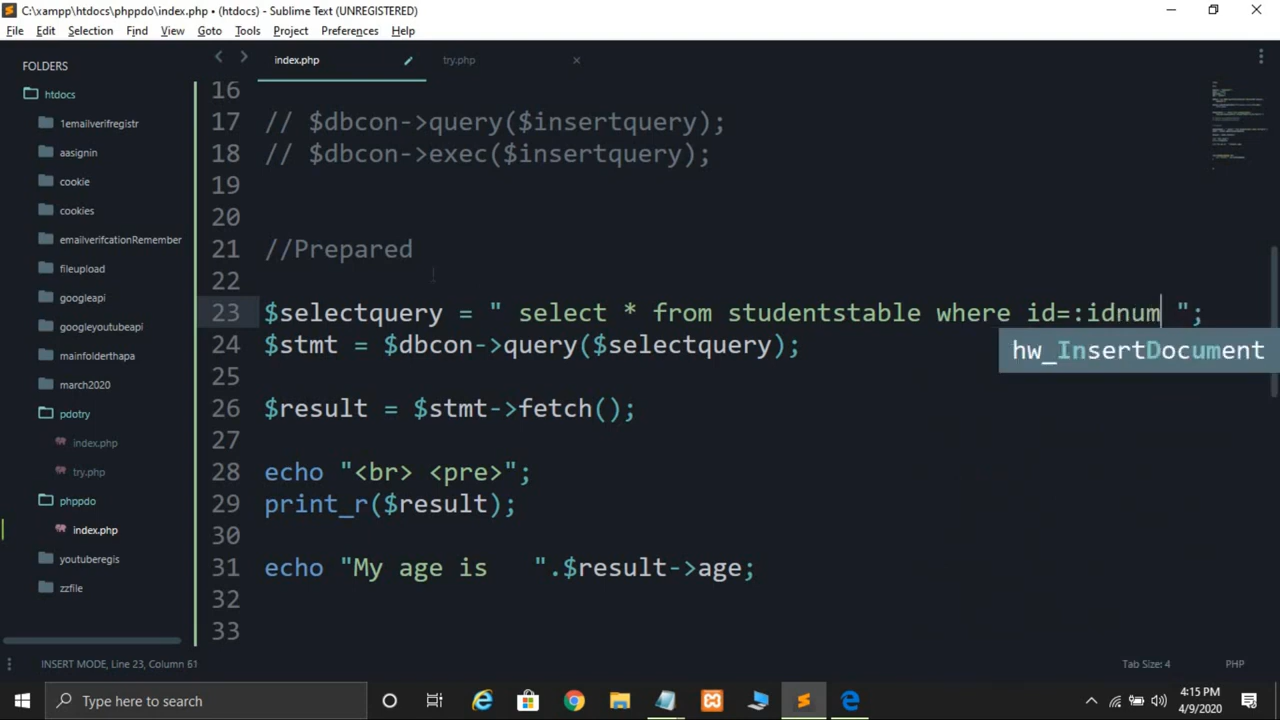 C:\xampp\htdocs\phppdo\index.php • (htdocs) - Sublime Text (UNREGISTERED)
File Edit Selection Find View Goto Tools Project Preferences Help
FOLDERS
htdocs
1emailverifregistr
aasignin
cookie
cookies
emailverifcationRemember
fileupload
googleapi
googleyoutubeapi
mainfolderthapa
march2020
pdotry
index.php
try.php
phppdo
index.php
youtuberegis
zzfile
index.php try.php
16
17 // $dbcon->query($insertquery);
18 // $dbcon->exec($insertquery);
19
20
21 //Prepared
22
23 $selectquery = " select * from studentstable where id=:idnum ";
hw_InsertDocument
24 $stmt = $dbcon->query($selectquery);
25
26 $result = $stmt->fetch();
27
28 echo "<br> <pre>";
29 print_r($result);
30
31 echo "My age is   ".$result->age;
32
33
INSERT MODE, Line 23, Column 61 Tab Size: 4 PHP
Type here to search
4:15 PM
4/9/2020